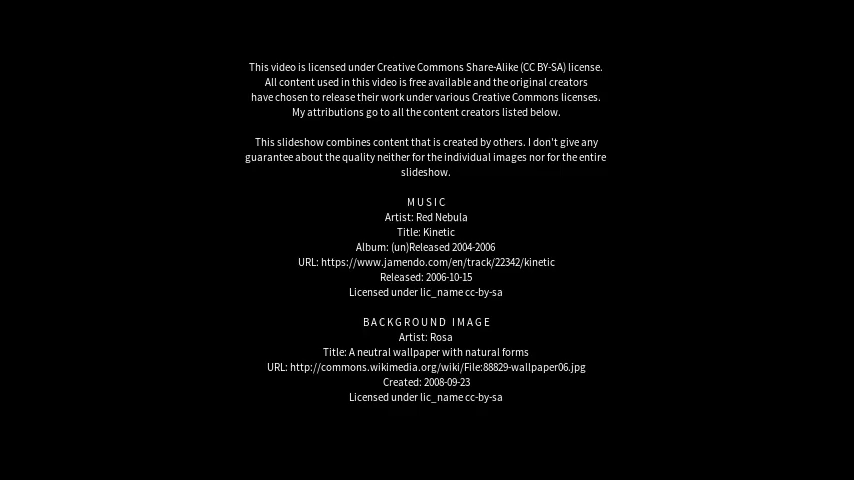 This video is licensed under Creative Commons Share-Alike (CC BY-SA) license.
All content used in this video is free available and the original creators
have chosen to release their work under various Creative Commons licenses.
My attributions go to all the content creators listed below.
This slideshow combines content that is created by others. I don't give any
guarantee about the quality neither for the individual images nor for the entire
slideshow.
MUSIC
Artist: Red Nebula
Title: Kinetic
Album: (un)Released 2004-2006
URL: https://www.jamendo.com/en/track/22342/kinetic
Released: 2006-10-15
Licensed under lic_name cc-by-sa
BACKGROUND IMAGE
Artist: Rosa
Title: A neutral wallpaper with natural forms
URL: http://commons.wikimedia.org/wiki/File:88829-wallpaper06.jpg
Created: 2008-09-23
Licensed under lic_name cc-by-sa